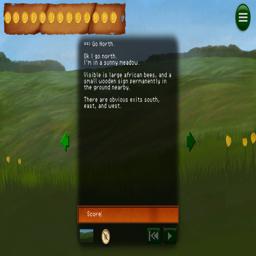 >>: Go North.
Ok I go north.
I'm in a sunny meadow.
Visible is large african bees, and a
small wooden sign permanently in
the ground nearby.
There are obvious exits south,
east, and west.
Score